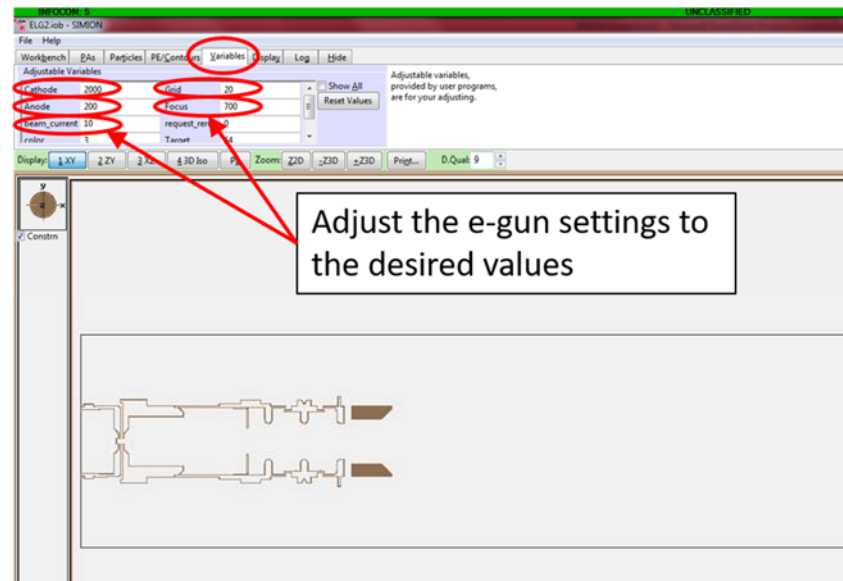 INFOCON: 5 UNCLASSIFIED
ELG2.iob - SIMION
File Help
Workbench PAs Particles PE/Contours Variables Display Log Hide
Adjustable Variables
Cathode 2000 Grid 20 Show All
Anode 200 Focus 700 Reset Values
Beam_current 10 request_rer 0
color 3 Target 64
Adjustable variables,
provided by user programs,
are for your adjusting.
Display: 1 XY 2 ZY 3 XZ 4 3D Iso Zoom: Z2D -Z3D +Z3D Print... D.Qual: 9
y
z x
Constrn
Adjust the e-gun settings to
the desired values